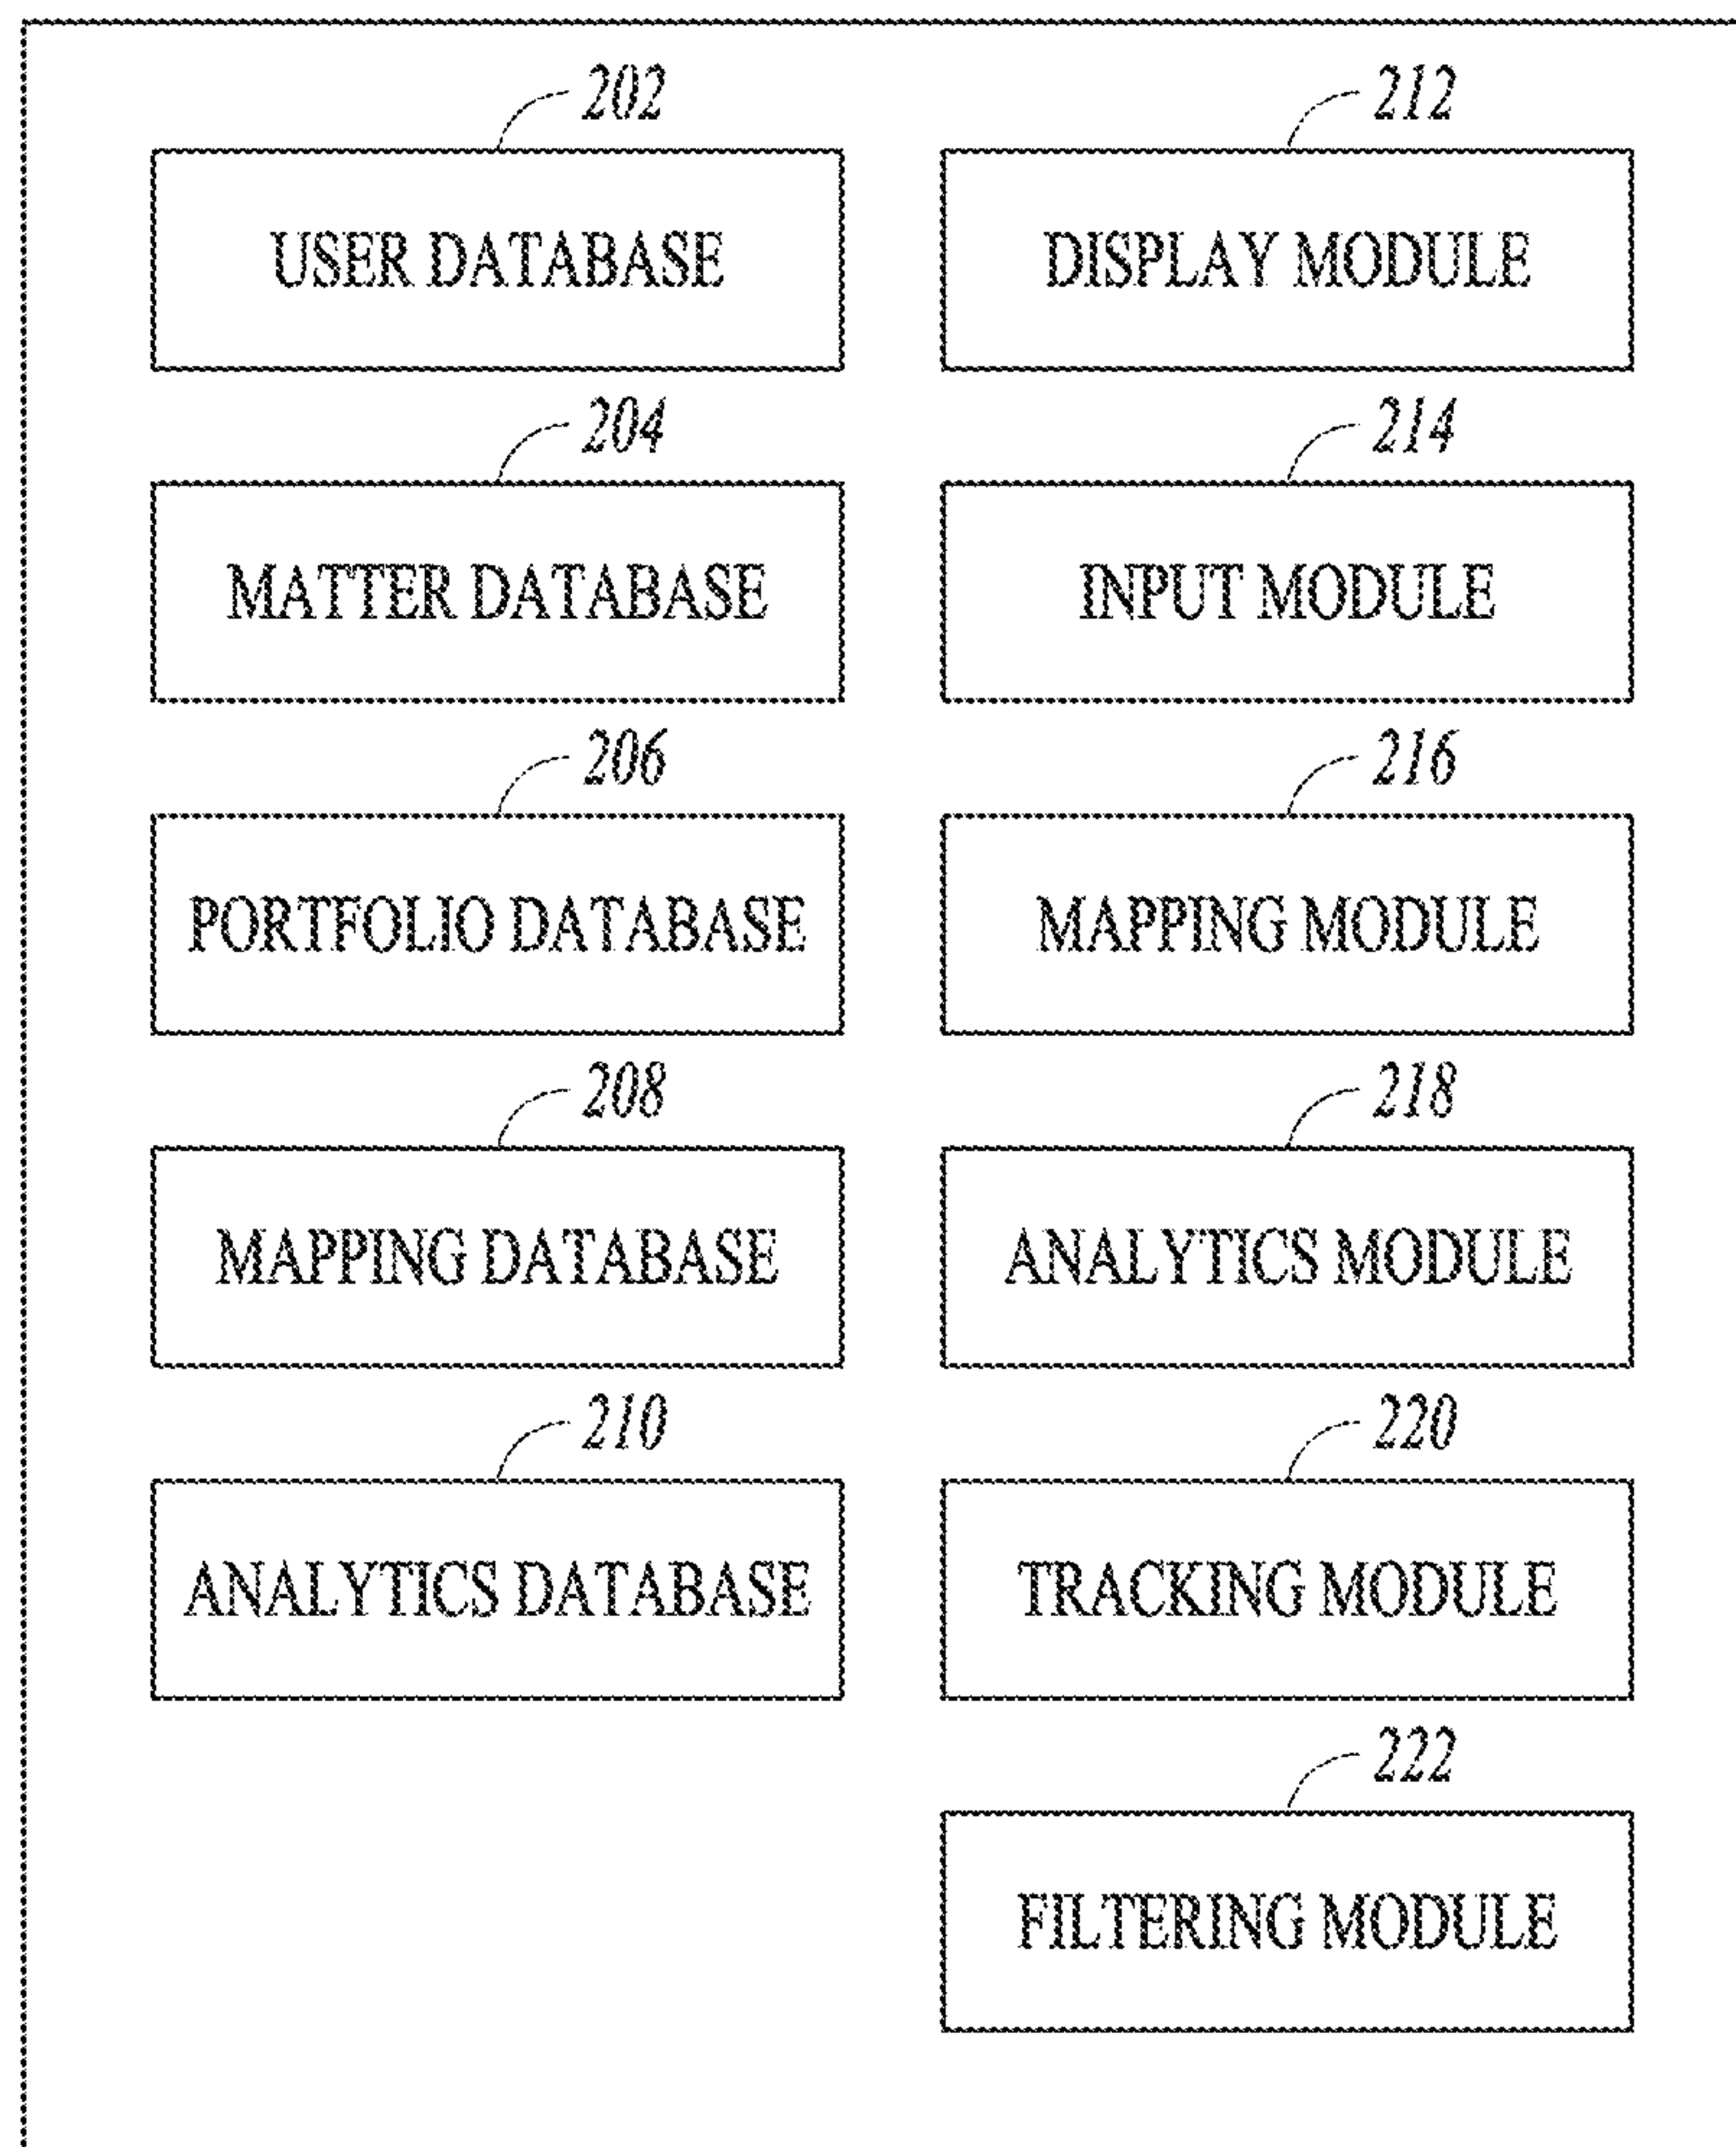 202
USER DATABASE
212
DISPLAY MODULE
204
MATTER DATABASE
214
INPUT MODULE
206
PORTFOLIO DATABASE
216
MAPPING MODULE
208
MAPPING DATABASE
218
ANALYTICS MODULE
210
ANALYTICS DATABASE
220
TRACKING MODULE
222
FILTERING MODULE